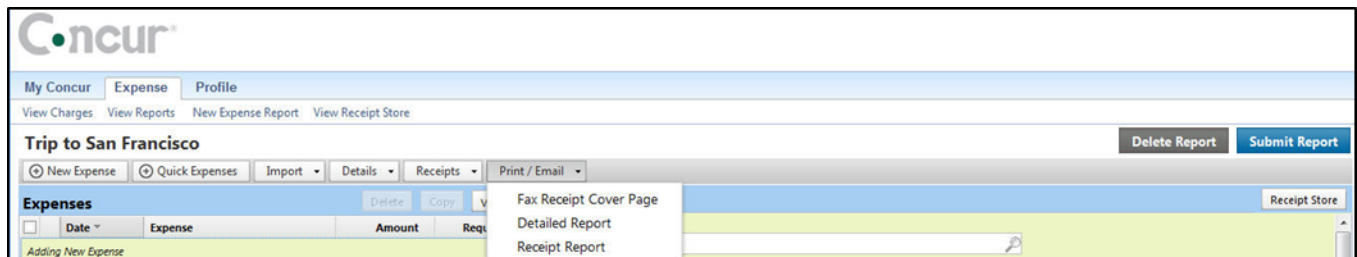 Concur®
My Concur Expense Profile
View Charges View Reports New Expense Report View Receipt Store
Trip to San Francisco Delete Report Submit Report
New Expense Quick Expenses Import Details Receipts Print / Email
Expenses Delete Copy V Fax Receipt Cover Page Receipt Store
Date Expense Amount Requ Detailed Report
Adding New Expense Receipt Report